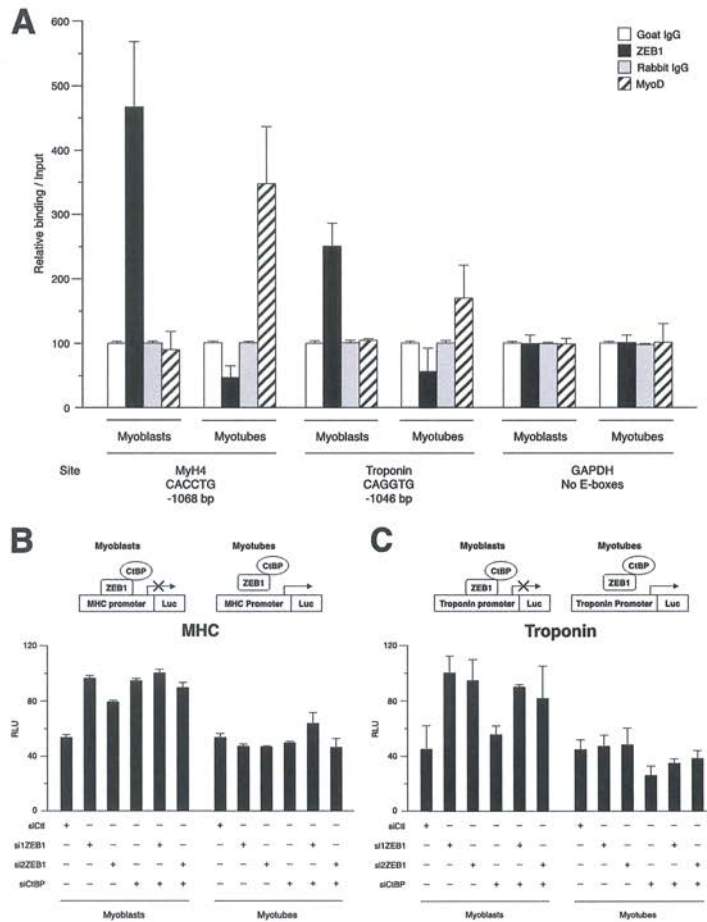 A
600
500
400
300
200
100
0
Relative binding / Input
Goat IgG
ZEB1
Rabbit IgG
MyoD
Myoblasts Myotubes Myoblasts Myotubes Myoblasts Myotubes
Site MyH4 Troponin GAPDH
CACCTG CAGGTG No E-boxes
-1068 bp -1046 bp
B
Myoblasts Myotubes
CtBP CtBP
ZEB1 ZEB1
MHC promoter Luc MHC Promoter Luc
MHC
120
80
40
0
RLU
siCtl + – – – – – + – – – – –
si1ZEB1 – + – – + – – + – – + –
si2ZEB1 – – + – – + – – + – – +
siCtBP – – – + + + – – – + + +
Myoblasts Myotubes
C
Myoblasts Myotubes
CtBP CtBP
ZEB1 ZEB1
Troponin promoter Luc Troponin Promoter Luc
Troponin
120
80
40
0
RLU
siCtl + – – – – – + – – – – –
si1ZEB1 – + – – + – – + – – + –
si2ZEB1 – – + – – + – – + – – +
siCtBP – – – + + + – – – + + +
Myoblasts Myotubes